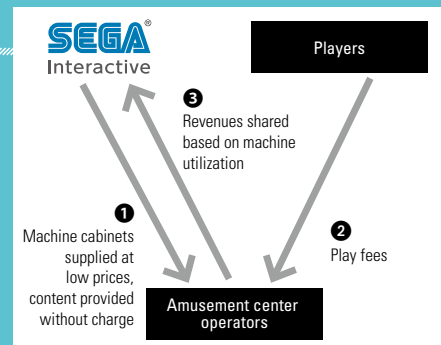 SEGA®
Interactive
Players
❸
Revenues shared
based on machine
utilization
❶
Machine cabinets
supplied at
low prices,
content provided
without charge
❷
Play fees
Amusement center
operators